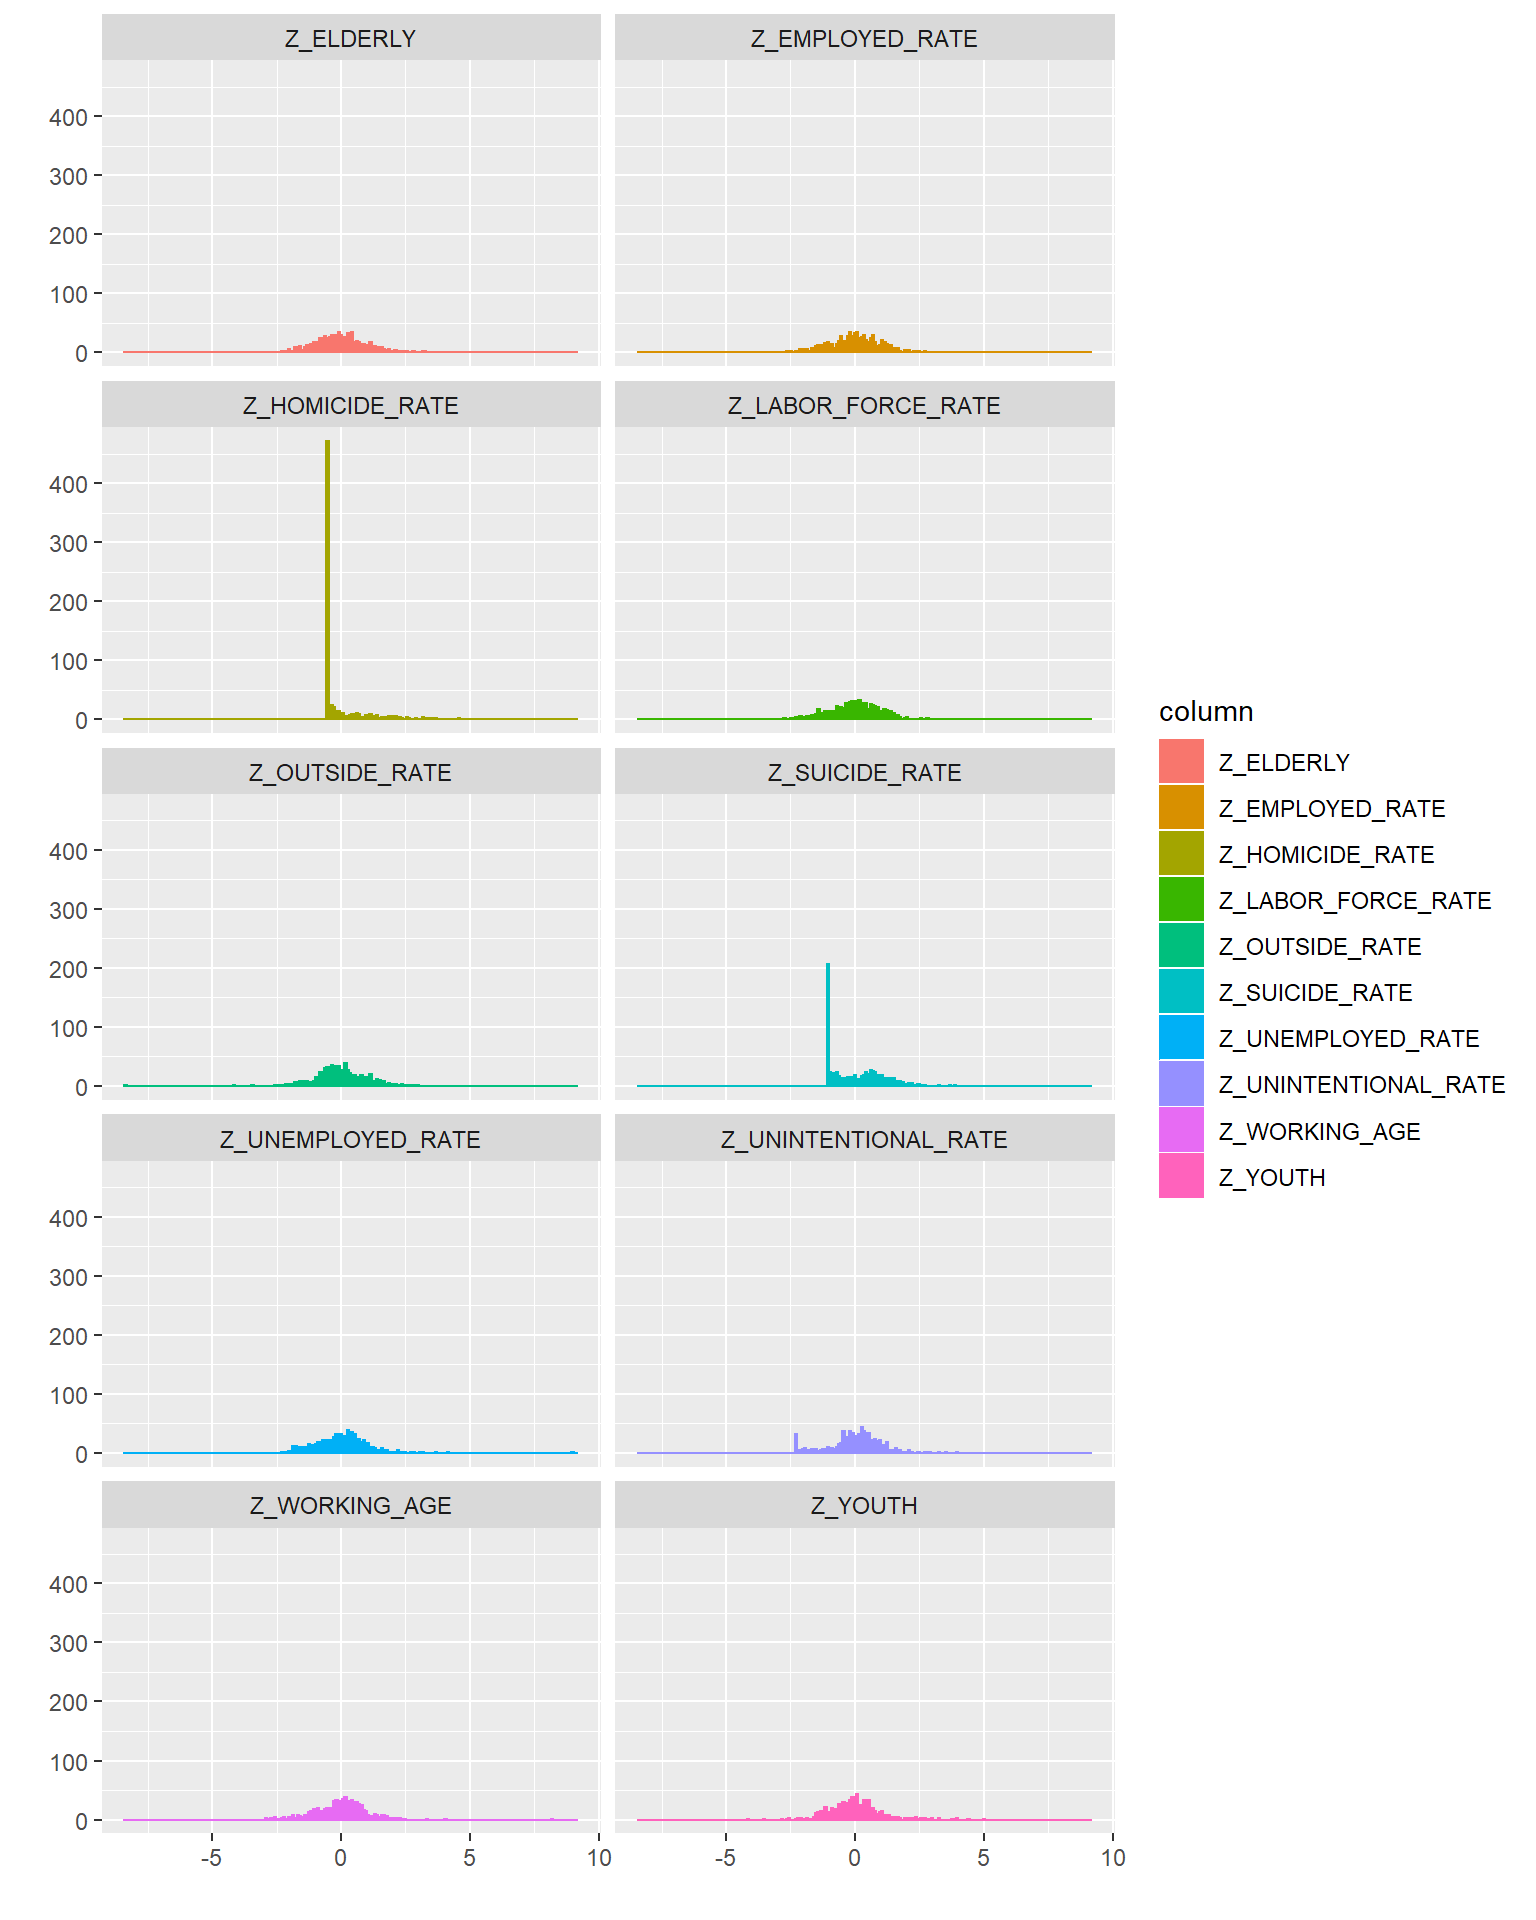 Z_ELDERLY
Z_EMPLOYED_RATE
400
300
200
100
0
Z_HOMICIDE_RATE
Z_LABOR_FORCE_RATE
400
300
200
100
0
Z_OUTSIDE_RATE
Z_SUICIDE_RATE
400
300
200
100
0
Z_UNEMPLOYED_RATE
Z_UNINTENTIONAL_RATE
400
300
200
100
0
Z_WORKING_AGE
Z_YOUTH
400
300
200
100
0
-5 0 5 10
-5 0 5 10
column
Z_ELDERLY
Z_EMPLOYED_RATE
Z_HOMICIDE_RATE
Z_LABOR_FORCE_RATE
Z_OUTSIDE_RATE
Z_SUICIDE_RATE
Z_UNEMPLOYED_RATE
Z_UNINTENTIONAL_RATE
Z_WORKING_AGE
Z_YOUTH